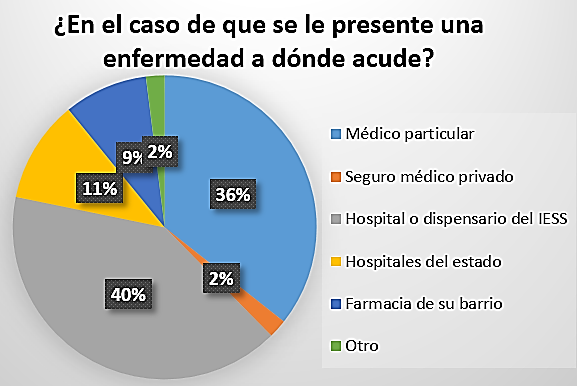 ¿En el caso de que se le presente una
enfermedad a dónde acude?
9%
2%
11%
36%
40%
2%
Médico particular
Seguro médico privado
Hospital o dispensario del IESS
Hospitales del estado
Farmacia de su barrio
Otro